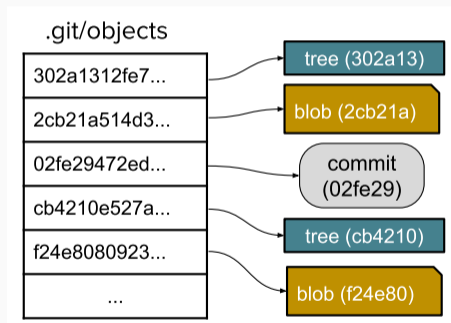 .git/objects
302a1312fe7...
2cb21a514d3...
02fe29472ed...
cb4210e527a...
f24e8080923...
...
tree (302a13)
blob (2cb21a)
commit
(02fe29)
tree (cb4210)
blob (f24e80)